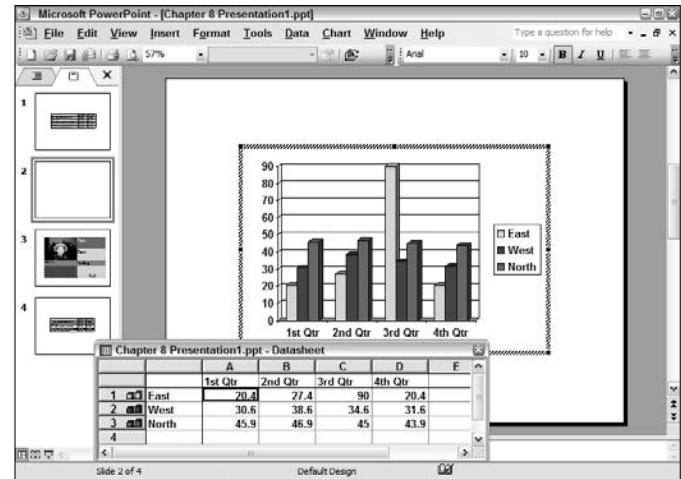 Microsoft PowerPoint - [Chapter 8 Presentation1.ppt]
File Edit View Insert Format Tools Data Chart Window Help Type a question for help
57% Arial 10 B I U
1
2
3
4
90
80
70
60
50
40
30
20
10
0
1st Qtr 2nd Qtr 3rd Qtr 4th Qtr
East
West
North
Chapter 8 Presentation1.ppt - Datasheet
A B C D E
1st Qtr 2nd Qtr 3rd Qtr 4th Qtr
1 East 20.4 27.4 90 20.4
2 West 30.6 38.6 34.6 31.6
3 North 45.9 46.9 45 43.9
4
Slide 2 of 4 Default Design